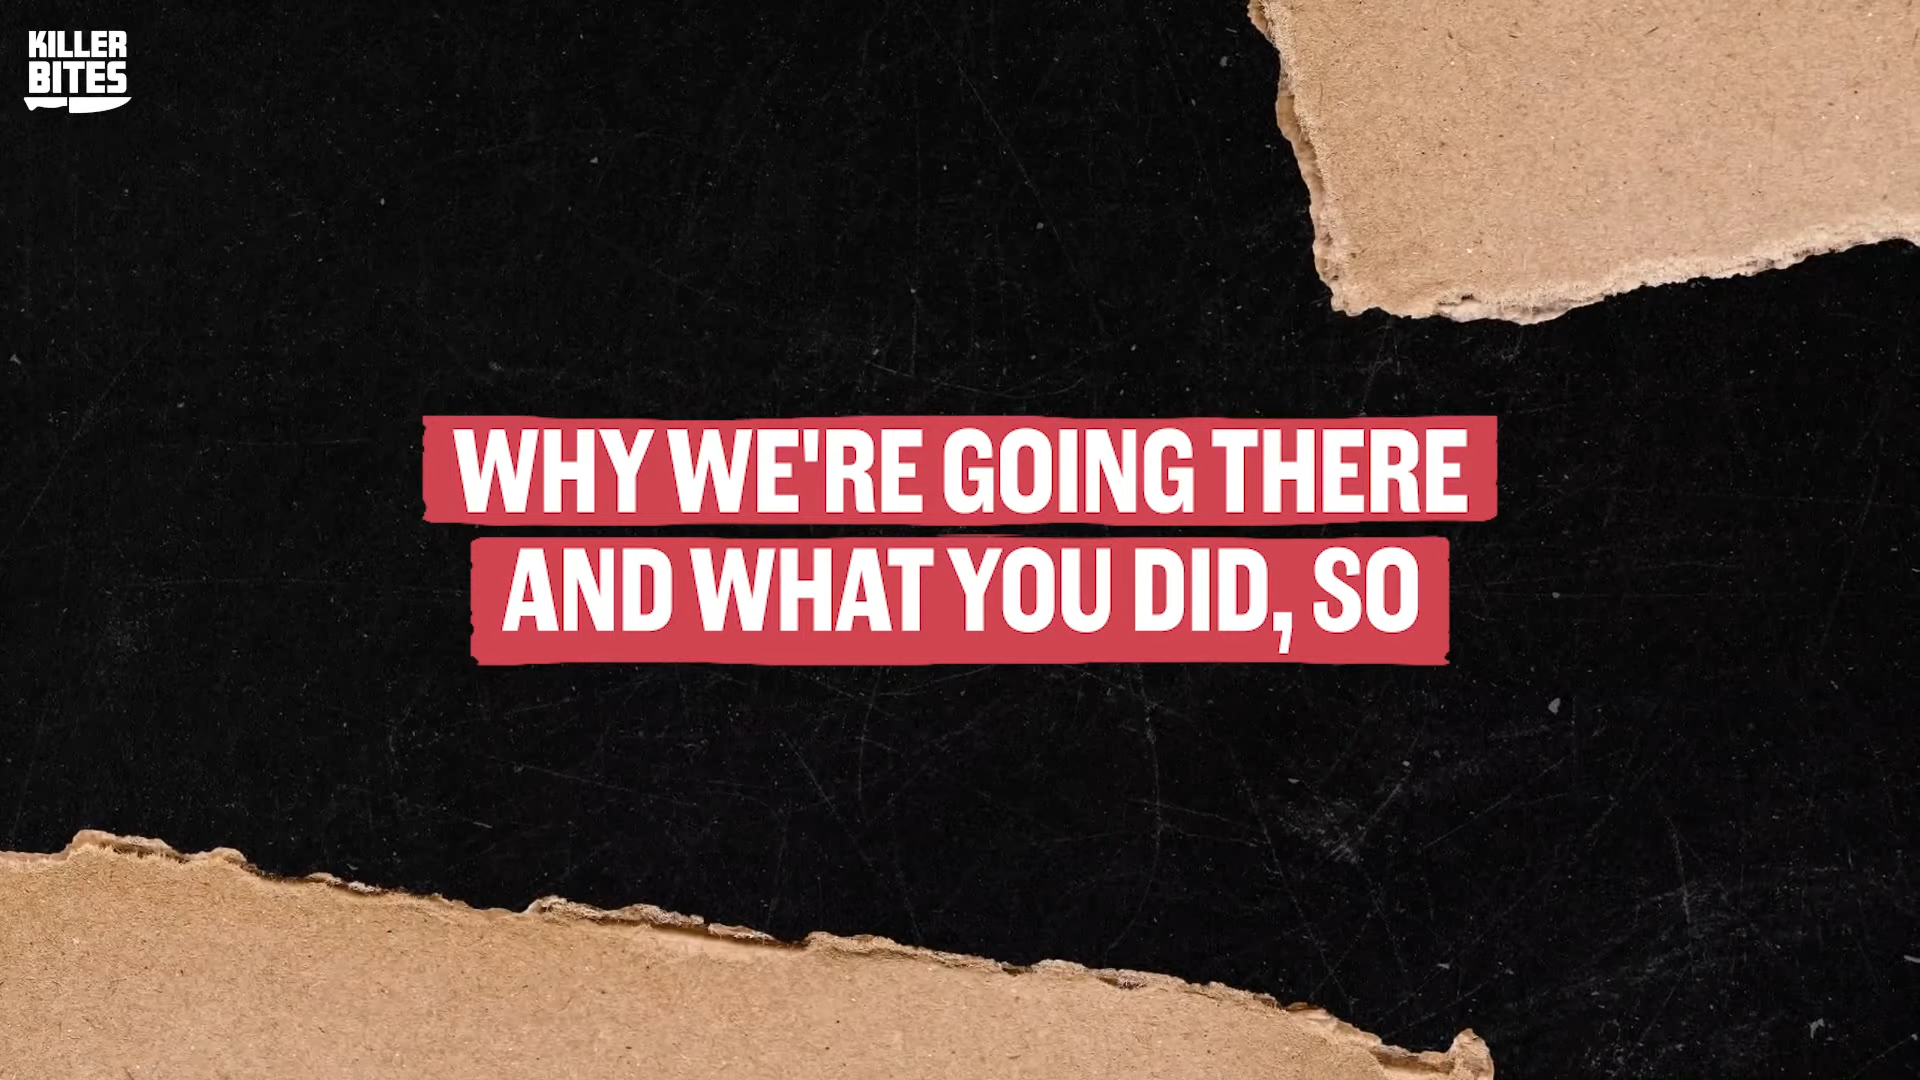 KILLER
BITES
WHY WE'RE GOING THERE
AND WHAT YOU DID, SO